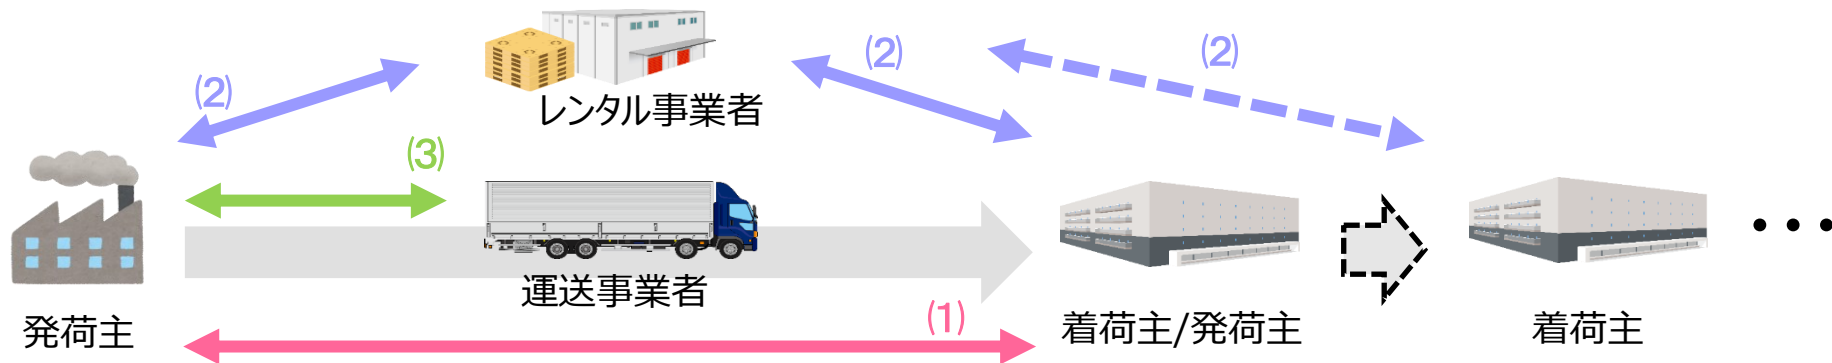 (2)
(2)
(2)
レンタル事業者
(3)
運送事業者
(1)
発荷主
着荷主/発荷主
着荷主
・・・